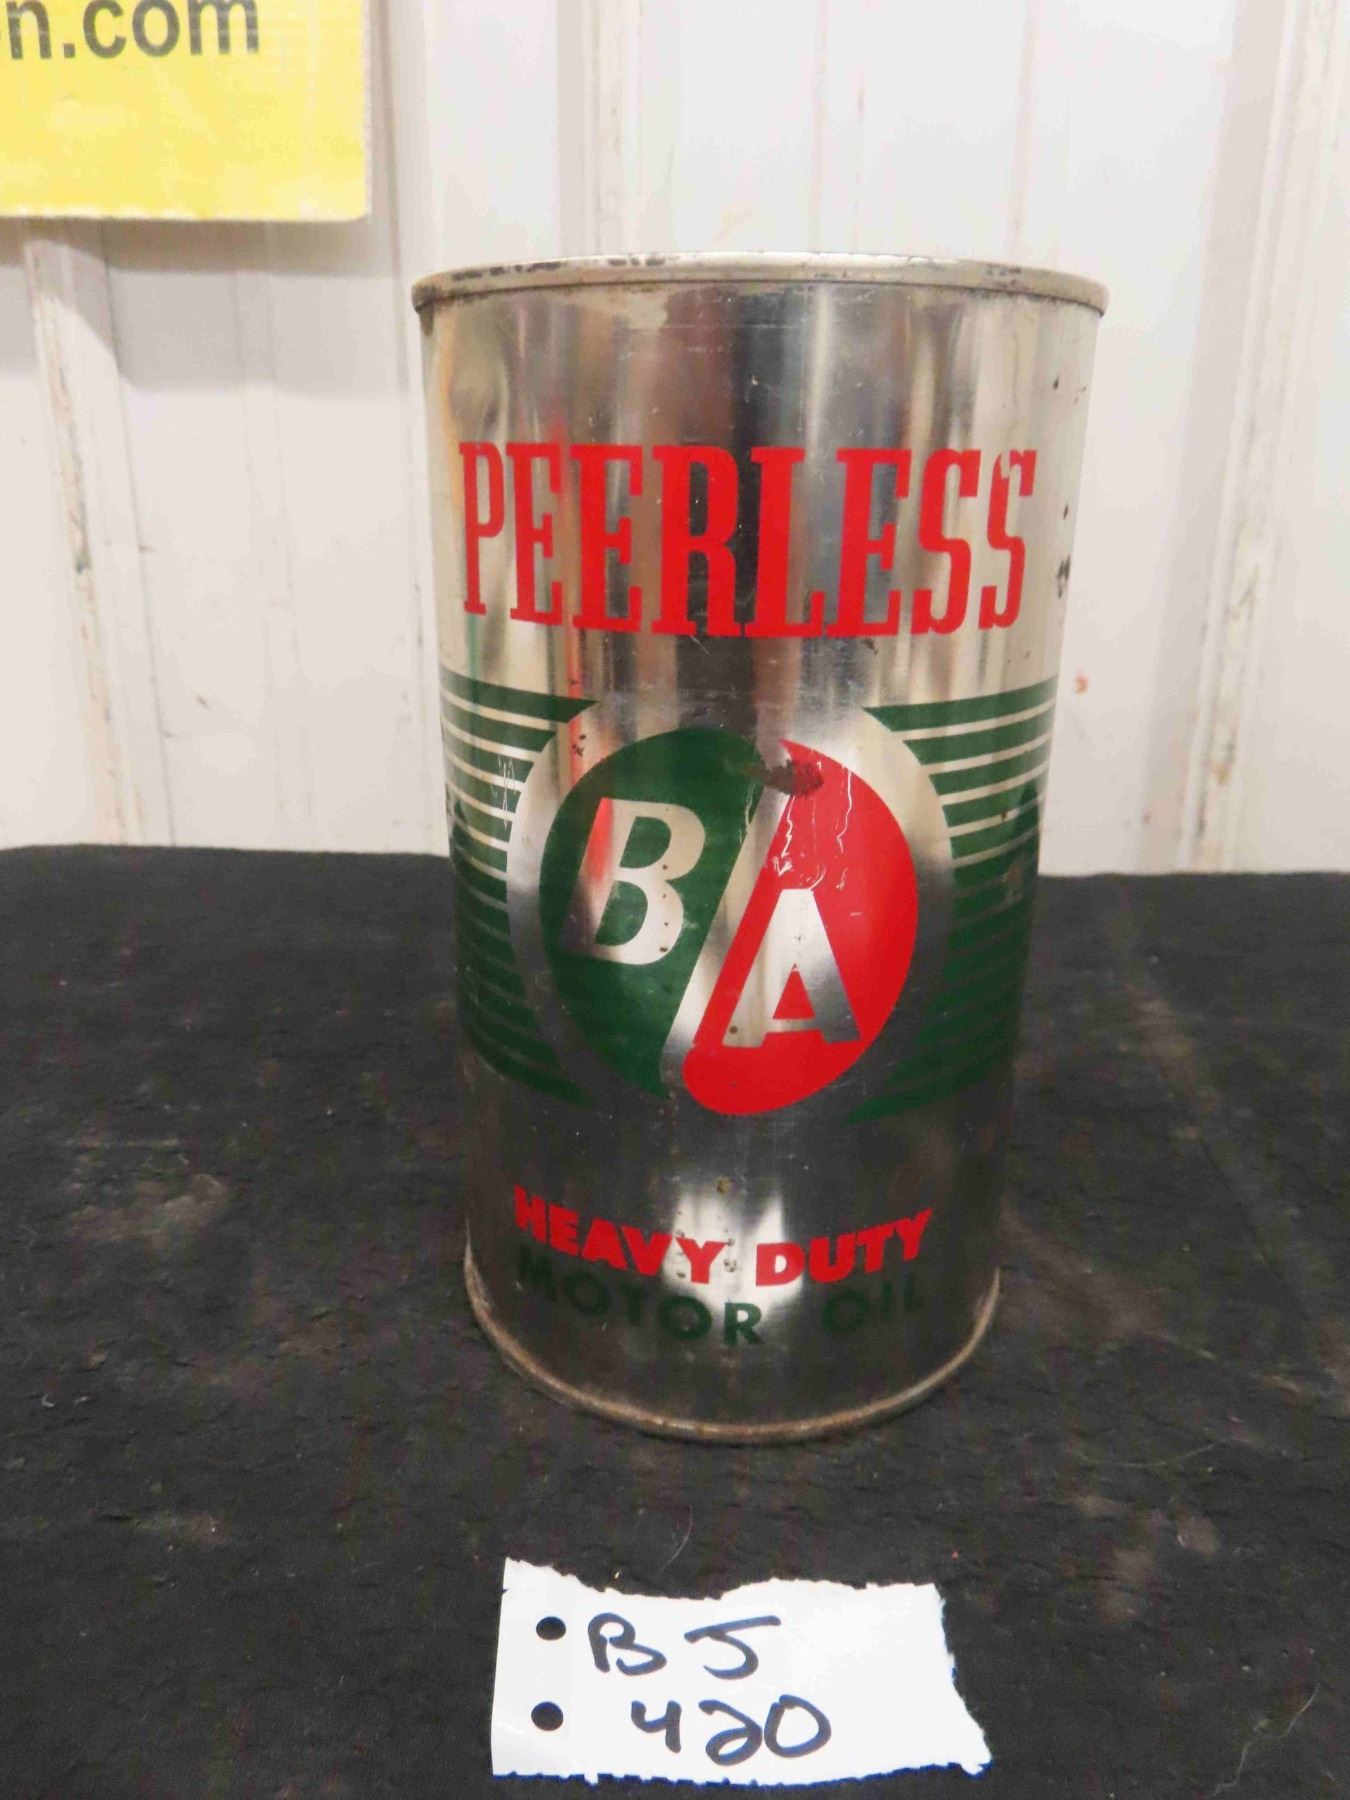 n.com
PEERLESS
B/A
HEAVY DUTY
MOTOR OIL
BJ
420